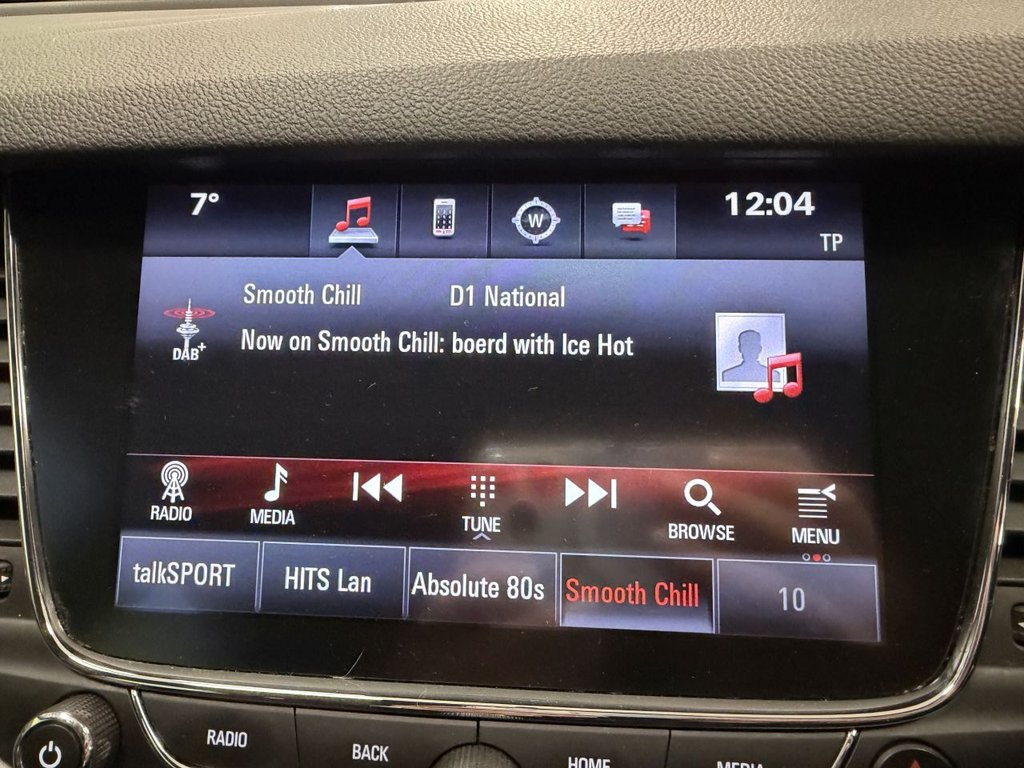 7° 12:04
W
TP
Smooth Chill D1 National
DAB+ Now on Smooth Chill: boerd with Ice Hot
RADIO MEDIA TUNE BROWSE MENU
talkSPORT HITS Lan Absolute 80s Smooth Chill 10
RADIO BACK HOME MEDIA